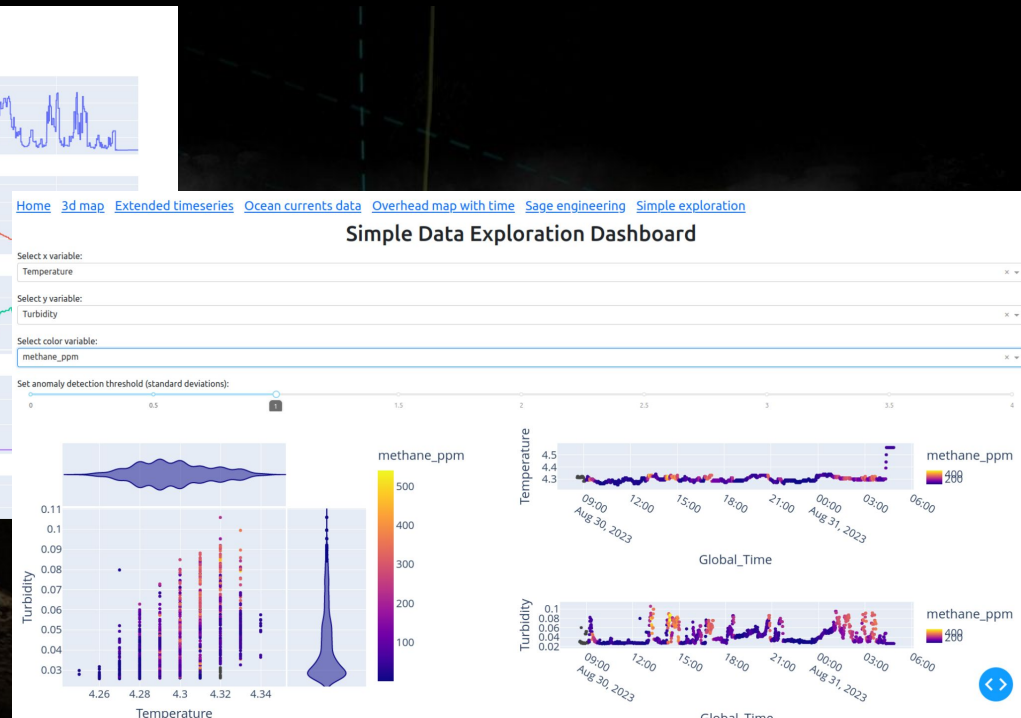 Home 3d map Extended timeseries Ocean currents data Overhead map with time Sage engineering Simple exploration
Simple Data Exploration Dashboard
Select x variable:
Temperature × 
Select y variable:
Turbidity ×
Select color variable:
methane_ppm ×
Set anomaly detection threshold (standard deviations):
0 0.5 1 1.5 2 2.5 3 3.5 4
methane_ppm
500
400
300
200
100
0.11
0.1
0.09
0.08
0.07
0.06
0.05
0.04
0.03
Turbidity
4.26 4.28 4.3 4.32 4.34
Temperature
Temperature
4.5
4.4
4.3
methane_ppm
400
200
09:00 12:00 15:00 18:00 21:00 00:00 03:00 06:00
Aug 30, 2023 Aug 31, 2023
Global_Time
Turbidity
0.1
0.08
0.06
0.04
0.02
methane_ppm
400
200
09:00 12:00 15:00 18:00 21:00 00:00 03:00 06:00
Aug 30, 2023 Aug 31, 2023
Global_Time